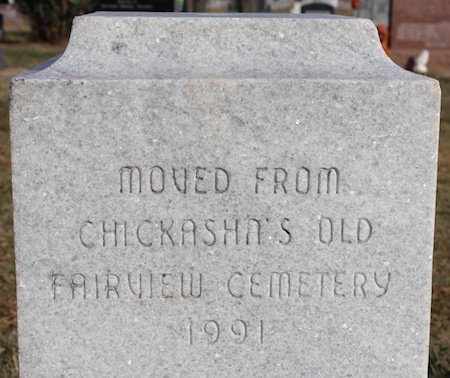 MOVED FROM
CHICKASHA'S OLD
FAIRVIEW CEMETERY
1991